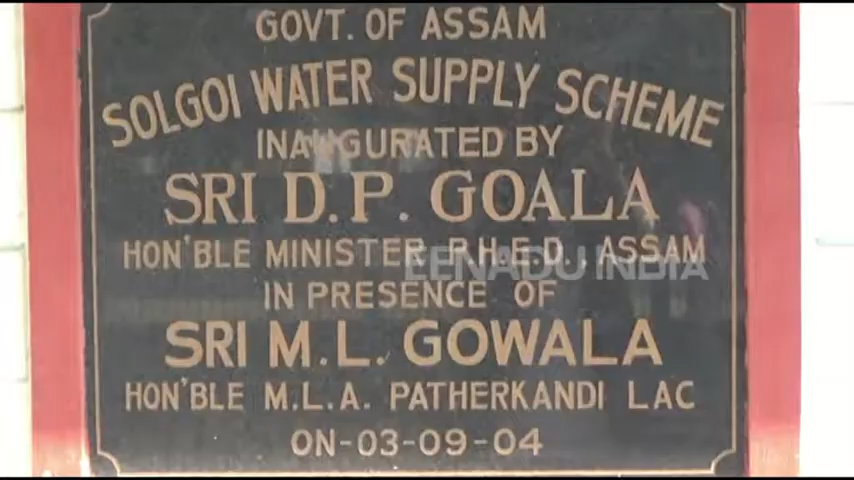 GOVT. OF ASSAM
SOLGOI WATER SUPPLY SCHEME
INAUGURATED BY
SRI D.P. GOALA
HON'BLE MINISTER P.H.E.D., ASSAM
EENADU INDIA
IN PRESENCE OF
SRI M.L. GOWALA
HON'BLE M.L.A. PATHERKANDI LAC
ON-03-09-04